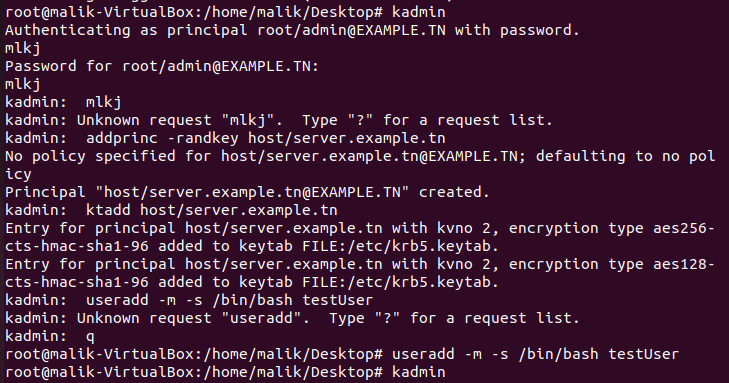 root@malik-VirtualBox:/home/malik/Desktop# kadmin
Authenticating as principal root/admin@EXAMPLE.TN with password.
mlkj
Password for root/admin@EXAMPLE.TN:
mlkj
kadmin:  mlkj
kadmin: Unknown request "mlkj".  Type "?" for a request list.
kadmin:  addprinc -randkey host/server.example.tn
No policy specified for host/server.example.tn@EXAMPLE.TN; defaulting to no pol
icy
Principal "host/server.example.tn@EXAMPLE.TN" created.
kadmin:  ktadd host/server.example.tn
Entry for principal host/server.example.tn with kvno 2, encryption type aes256-
cts-hmac-sha1-96 added to keytab FILE:/etc/krb5.keytab.
Entry for principal host/server.example.tn with kvno 2, encryption type aes128-
cts-hmac-sha1-96 added to keytab FILE:/etc/krb5.keytab.
kadmin:  useradd -m -s /bin/bash testUser
kadmin: Unknown request "useradd".  Type "?" for a request list.
kadmin:  q
root@malik-VirtualBox:/home/malik/Desktop# useradd -m -s /bin/bash testUser
root@malik-VirtualBox:/home/malik/Desktop# kadmin